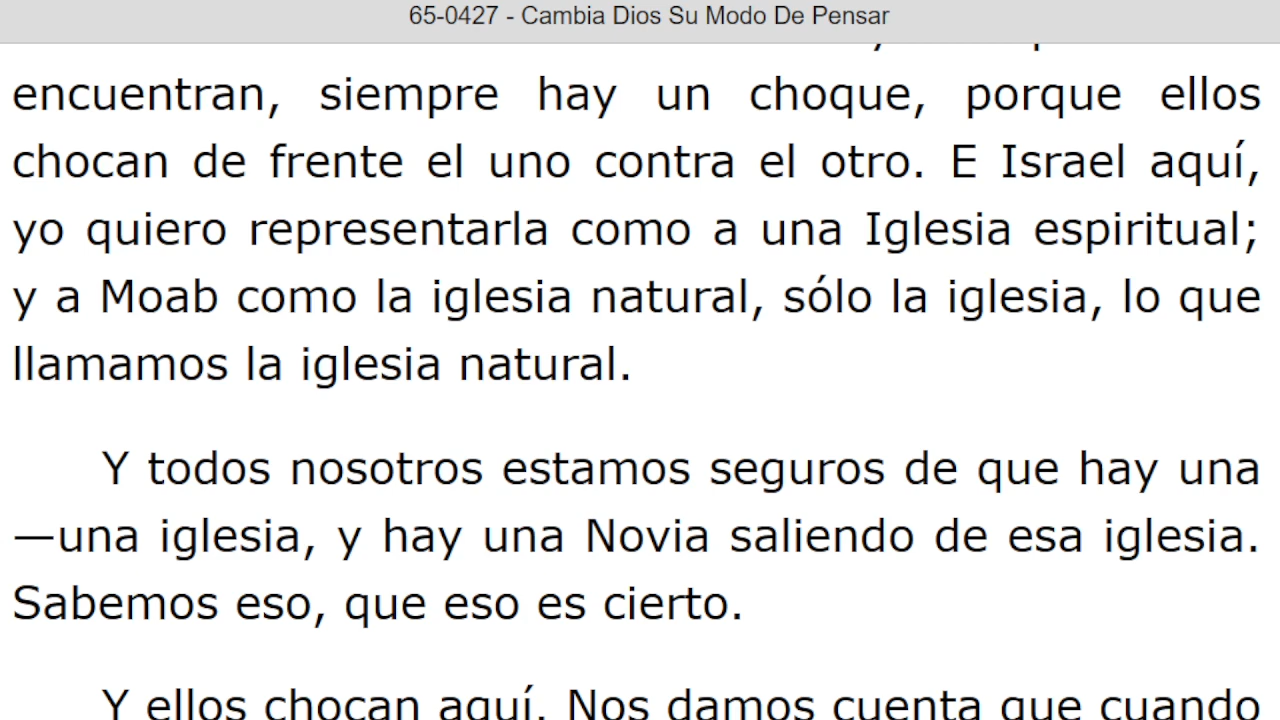 65-0427 - Cambia Dios Su Modo De Pensar
encuentran, siempre hay un choque, porque ellos
chocan de frente el uno contra el otro. E Israel aquí,
yo quiero representarla como a una Iglesia espiritual;
y a Moab como la iglesia natural, sólo la iglesia, lo que
llamamos la iglesia natural.
Y todos nosotros estamos seguros de que hay una
—una iglesia, y hay una Novia saliendo de esa iglesia.
Sabemos eso, que eso es cierto.
Y ellos chocan aquí. Nos damos cuenta que cuando